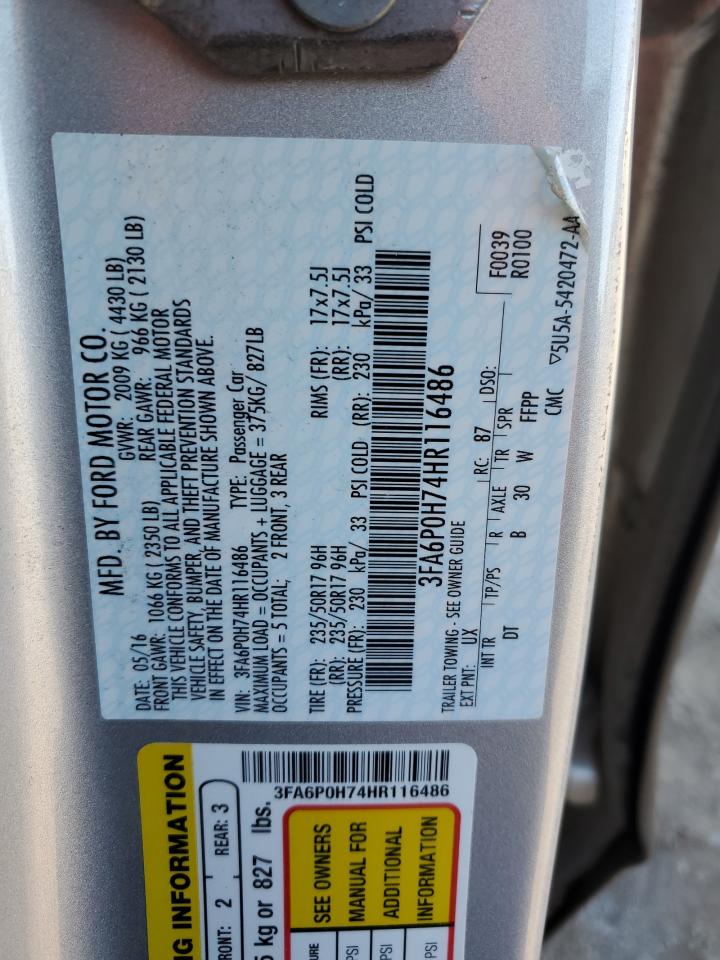 MFD. BY FORD MOTOR CO.
DATE: 05/16 GVWR: 2009 KG ( 4430 LB)
FRONT GAWR: 1066 KG ( 2350 LB) REAR GAWR: 966 KG ( 2130 LB)
THIS VEHICLE CONFORMS TO ALL APPLICABLE FEDERAL MOTOR
VEHICLE SAFETY, BUMPER, AND THEFT PREVENTION STANDARDS
IN EFFECT ON THE DATE OF MANUFACTURE SHOWN ABOVE.
VIN: 3FA6P0H74HR116486 TYPE: Passenger Car
MAXIMUM LOAD = OCCUPANTS + LUGGAGE = 375KG/ 827LB
OCCUPANTS = 5 TOTAL; 2 FRONT, 3 REAR
TIRE (FR): 235/50R17 96H RIMS (FR): 17x7.5J
(RR): 235/50R17 96H (RR): 17x7.5J
PRESSURE (FR): 230 kPa/ 33 PSI COLD (RR): 230 kPa/ 33 PSI COLD
3FA6P0H74HR116486
TRAILER TOWING - SEE OWNER GUIDE
F0039
R0100
EXT PNT: UX RC: 87 DSO:
INT TR TP/PS R AXLE TR SPR
DT B 30 W FFPP
CMC ▽5U5A-5420472-AA
NG INFORMATION
FRONT: 2 REAR: 3
5 kg or 827 lbs.
3FA6P0H74HR116486
SEE OWNERS
MANUAL FOR
ADDITIONAL
INFORMATION
URE
PSI
PSI
PSI